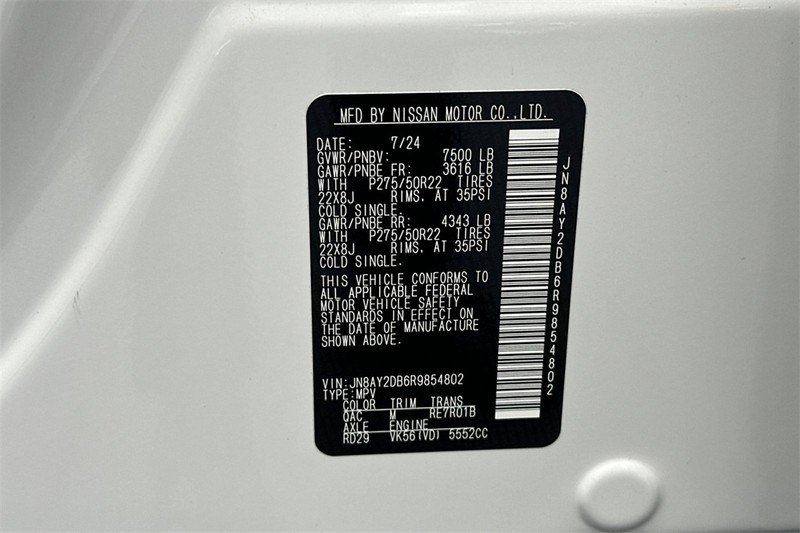 MFD BY NISSAN MOTOR CO.,LTD.
DATE: 7/24
GVWR/PNBV: 7500 LB
GAWR/PNBE FR: 3616 LB
WITH P275/50R22 TIRES
22X8J RIMS. AT 35PSI
COLD SINGLE.
GAWR/PNBE RR: 4343 LB
WITH P275/50R22 TIRES
22X8J RIMS. AT 35PSI
COLD SINGLE.
THIS VEHICLE CONFORMS TO
ALL APPLICABLE FEDERAL
MOTOR VEHICLE SAFETY
STANDARDS IN EFFECT ON
THE DATE OF MANUFACTURE
SHOWN ABOVE.
VIN:JN8AY2DB6R9854802
TYPE:MPV
COLOR TRIM TRANS
QAC M RE7R01B
AXLE ENGINE
RD29 VK56(VD) 5552CC
JN8AY2DB6R9854802